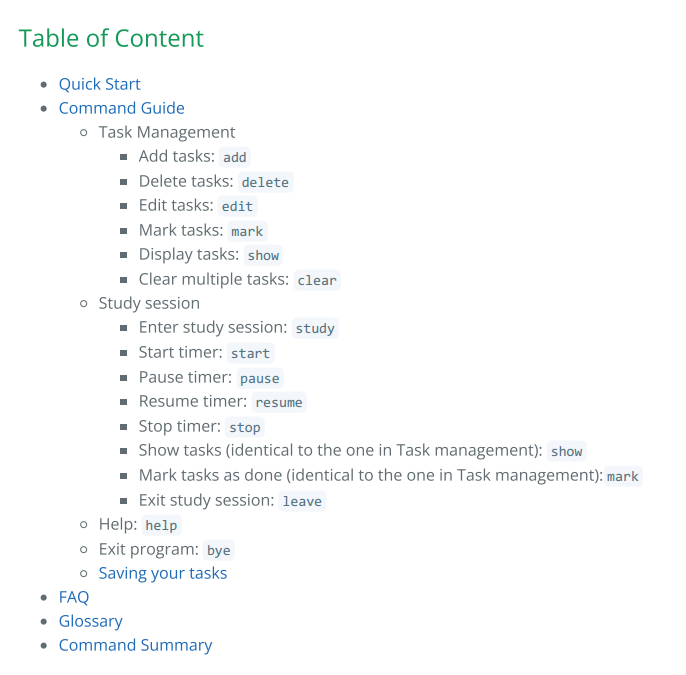 Table of Content
Quick Start
Command Guide
Task Management
Add tasks: add
Delete tasks: delete
Edit tasks: edit
Mark tasks: mark
Display tasks: show
Clear multiple tasks: clear
Study session
Enter study session: study
Start timer: start
Pause timer: pause
Resume timer: resume
Stop timer: stop
Show tasks (identical to the one in Task management): show
Mark tasks as done (identical to the one in Task management): mark
Exit study session: leave
Help: help
Exit program: bye
Saving your tasks
FAQ
Glossary
Command Summary